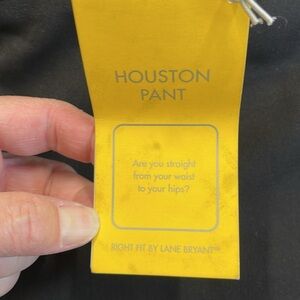 HOUSTON
PANT
Are you straight
from your waist
to your hips?
RIGHT FIT BY LANE BRYANT™